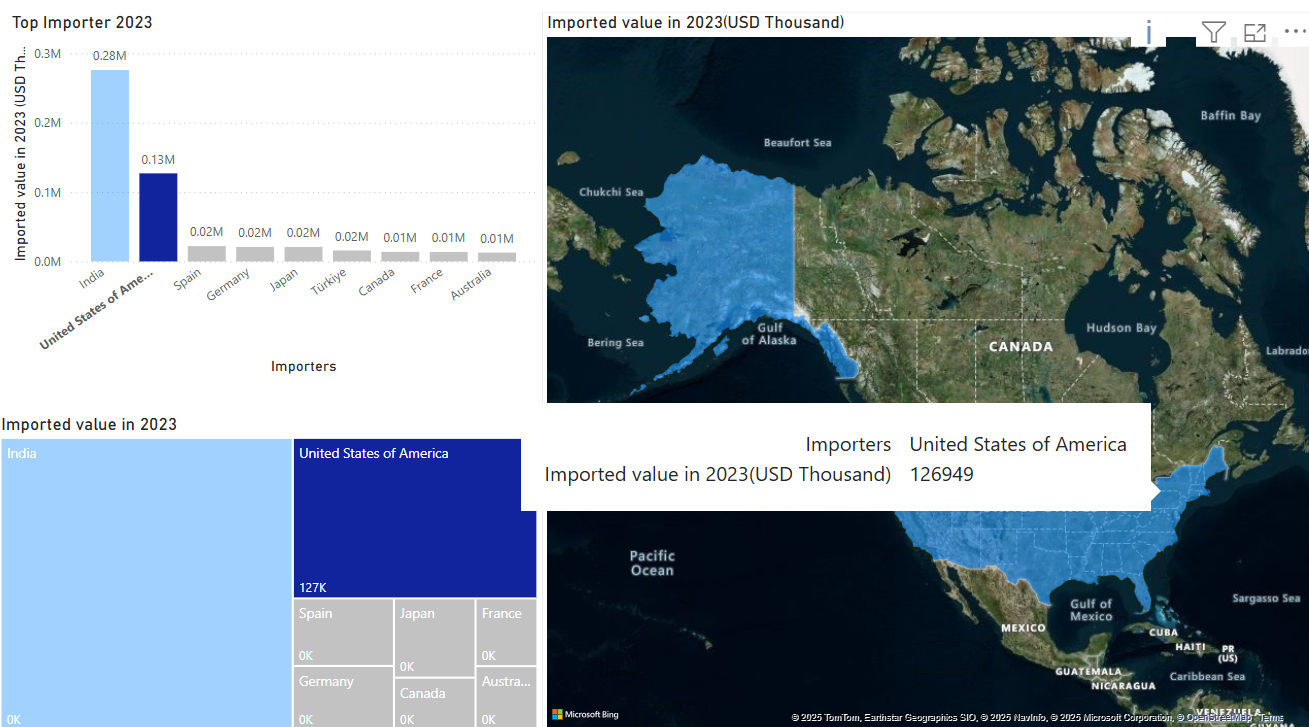 Top Importer 2023
Imported value in 2023 (USD Th...
0.3M
0.2M
0.1M
0.0M
0.28M
0.13M
0.02M
0.02M
0.02M
0.02M
0.01M
0.01M
0.01M
India
United States of Ame...
Spain
Germany
Japan
Türkiye
Canada
France
Australia
Importers
Imported value in 2023
India
0K
United States of America
127K
Spain
0K
Germany
0K
Japan
0K
Canada
0K
France
0K
Austra...
0K
Imported value in 2023(USD Thousand)
i
Baffin Bay
Beaufort Sea
Chukchi Sea
Bering Sea
Gulf
of Alaska
CANADA
Hudson Bay
Labrado
Importers United States of America
Imported value in 2023(USD Thousand) 126949
Pacific
Ocean
Gulf of
Mexico
Sargasso Sea
MEXICO
CUBA
HAITI
PR
(US)
GUATEMALA
Caribbean Sea
NICARAGUA
VENEZUELA
GUYANA
Microsoft Bing
© 2025 TomTom, Earthstar Geographics SIO, © 2025 NavInfo, © 2025 Microsoft Corporation, © OpenStreetMap Terms